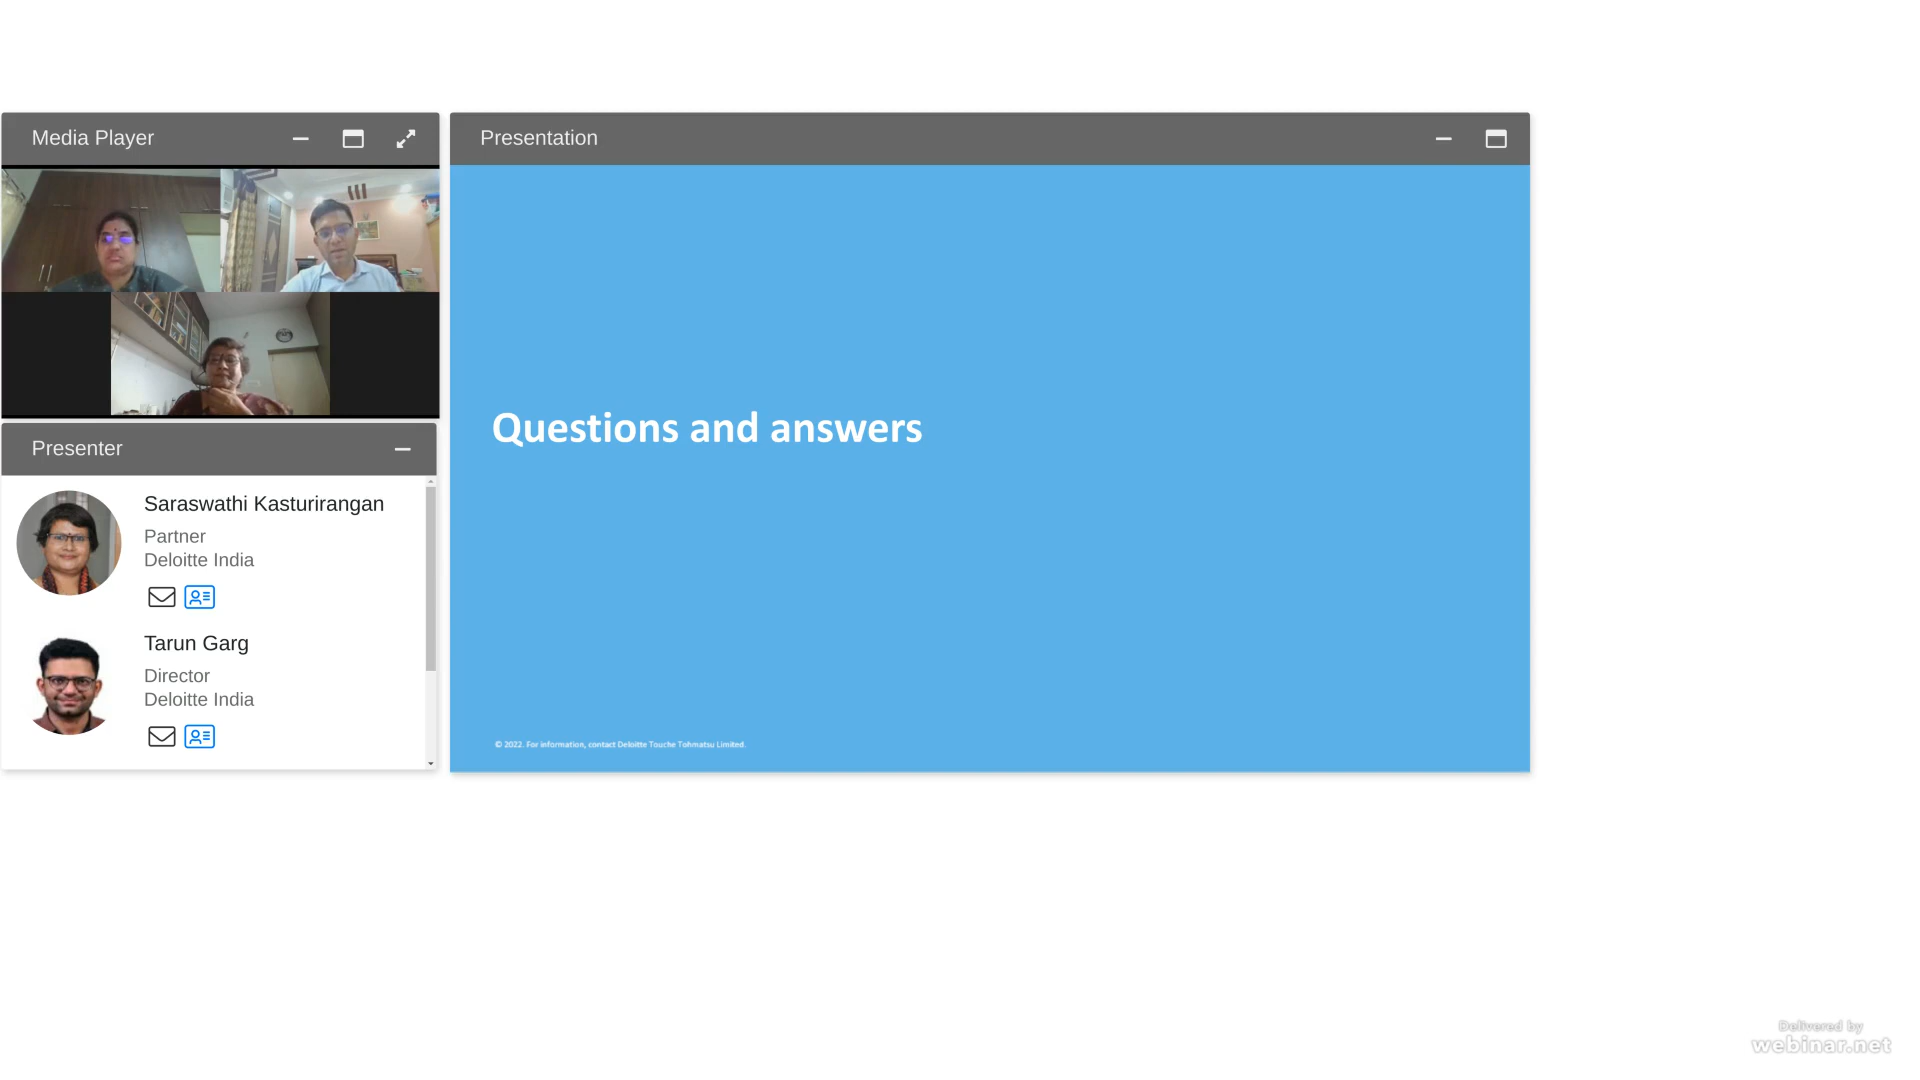 Media Player
Presentation
Questions and answers
© 2022. For information, contact Deloitte Touche Tohmatsu Limited.
Presenter
Saraswathi Kasturirangan
Partner
Deloitte India
Tarun Garg
Director
Deloitte India
Delivered by
webinar.net